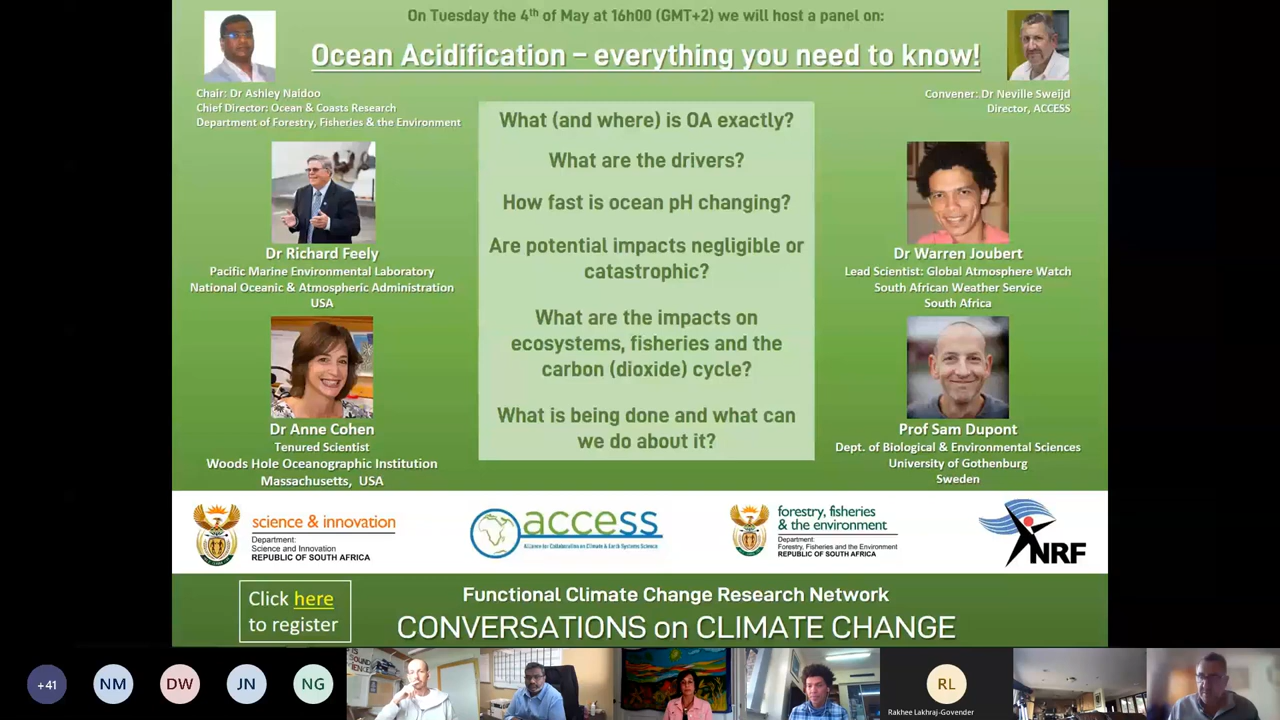 On Tuesday the 4th of May at 16h00 (GMT+2) we will host a panel on:
Ocean Acidification – everything you need to know!
Chair: Dr Ashley Naidoo
Chief Director: Ocean & Coasts Research
Department of Forestry, Fisheries & the Environment
Convener: Dr Neville Sweijd
Director, ACCESS
What (and where) is OA exactly?
What are the drivers?
How fast is ocean pH changing?
Are potential impacts negligible or
catastrophic?
What are the impacts on
ecosystems, fisheries and the
carbon (dioxide) cycle?
What is being done and what can
we do about it?
Dr Richard Feely
Pacific Marine Environmental Laboratory
National Oceanic & Atmospheric Administration
USA
Dr Warren Joubert
Lead Scientist: Global Atmosphere Watch
South African Weather Service
South Africa
Dr Anne Cohen
Tenured Scientist
Woods Hole Oceanographic Institution
Massachusetts, USA
Prof Sam Dupont
Dept. of Biological & Environmental Sciences
University of Gothenburg
Sweden
science & innovation
Department:
Science and Innovation
REPUBLIC OF SOUTH AFRICA
access
Alliance for Collaboration on Climate & Earth Systems Science
forestry, fisheries
& the environment
Department:
Forestry, Fisheries and the Environment
REPUBLIC OF SOUTH AFRICA
NRF
Click here
to register
Functional Climate Change Research Network
CONVERSATIONS on CLIMATE CHANGE
+41
NM
DW
JN
NG
RL
Rakhee Lakhraj-Govender